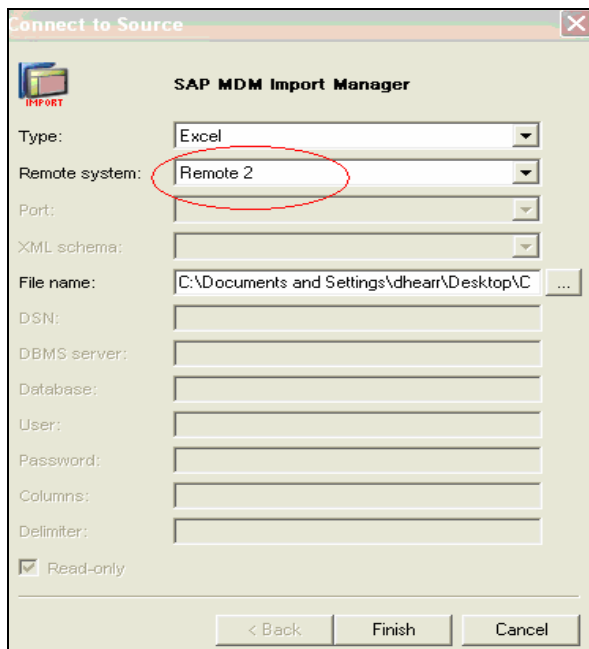 Connect to Source
IMPORT
SAP MDM Import Manager
Type: Excel
Remote system: Remote 2
Port:
XML schema:
File name: C:\Documents and Settings\dhearr\Desktop\C ...
DSN:
DBMS server:
Database:
User:
Password:
Columns:
Delimiter:
Read-only
< Back Finish Cancel